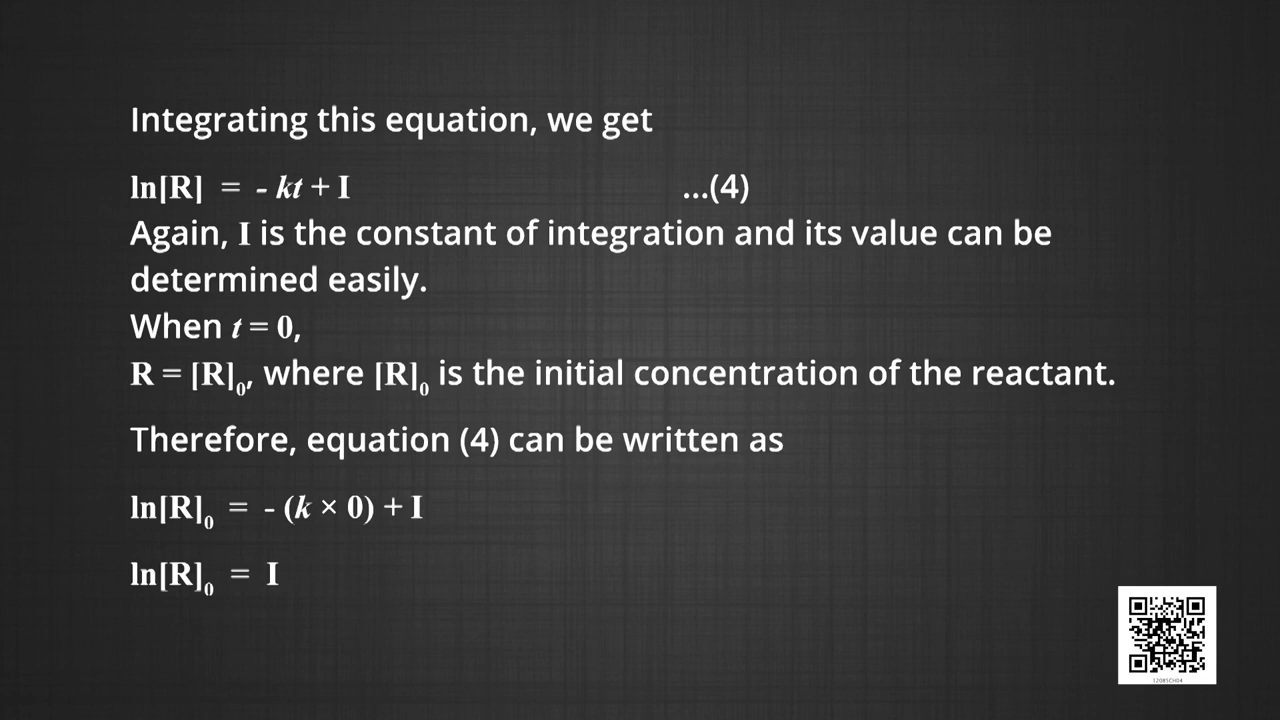 Integrating this equation, we get
ln[R] = - kt + I ...(4)
Again, I is the constant of integration and its value can be
determined easily.
When t = 0,
R = [R]₀, where [R]₀ is the initial concentration of the reactant.
Therefore, equation (4) can be written as
ln[R]₀ = - (k × 0) + I
ln[R]₀ = I
12085CH04